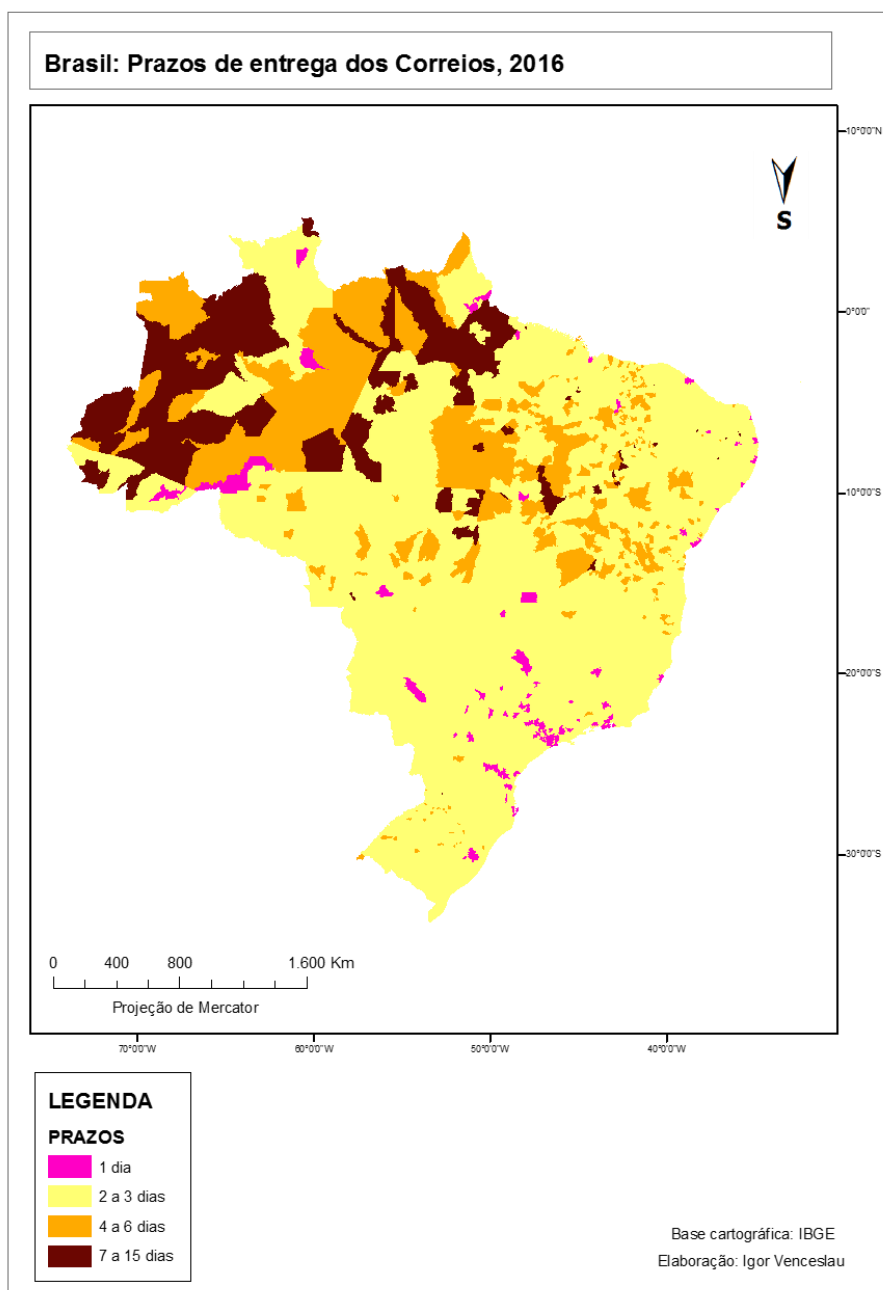 Brasil: Prazos de entrega dos Correios, 2016
10°0'0"N
S
0°0'0"
10°0'0"S
20°0'0"S
30°0'0"S
0 400 800 1.600 Km
Projeção de Mercator
70°0'0"W 60°0'0"W 50°0'0"W 40°0'0"W
LEGENDA
PRAZOS
1 dia
2 a 3 dias
4 a 6 dias
7 a 15 dias
Base cartográfica: IBGE
Elaboração: Igor Venceslau